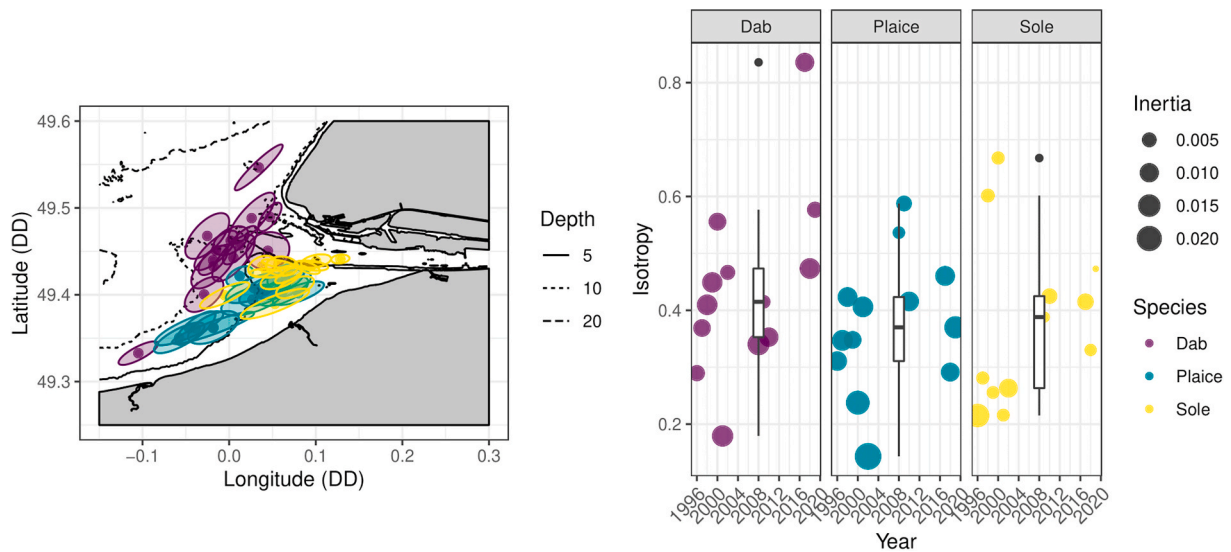 49.6
49.5
49.4
49.3
Latitude (DD)
−0.1 0.0 0.1 0.2 0.3
Longitude (DD)
Depth
5
10
20
Dab Plaice Sole
0.8
0.6
0.4
0.2
Isotropy
1996 2000 2004 2008 2012 2016 2020 1996 2000 2004 2008 2012 2016 2020 1996 2000 2004 2008 2012 2016 2020
Year
Inertia
0.005
0.010
0.015
0.020
Species
Dab
Plaice
Sole